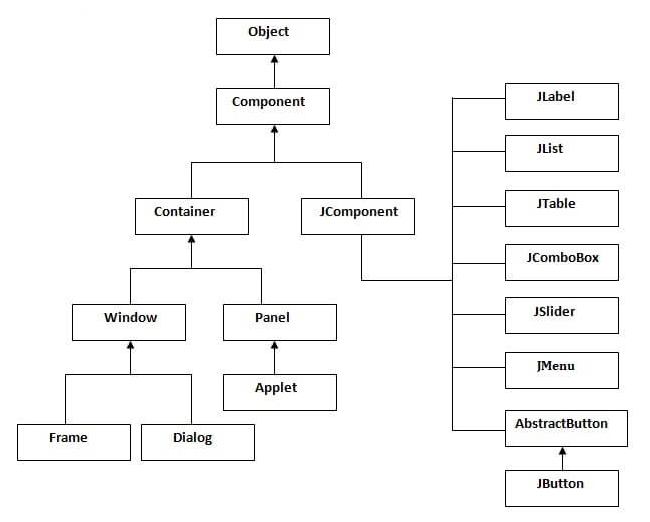 Object
Component
Container
JComponent
Window
Panel
Applet
Frame
Dialog
JLabel
JList
JTable
JComboBox
JSlider
JMenu
AbstractButton
JButton